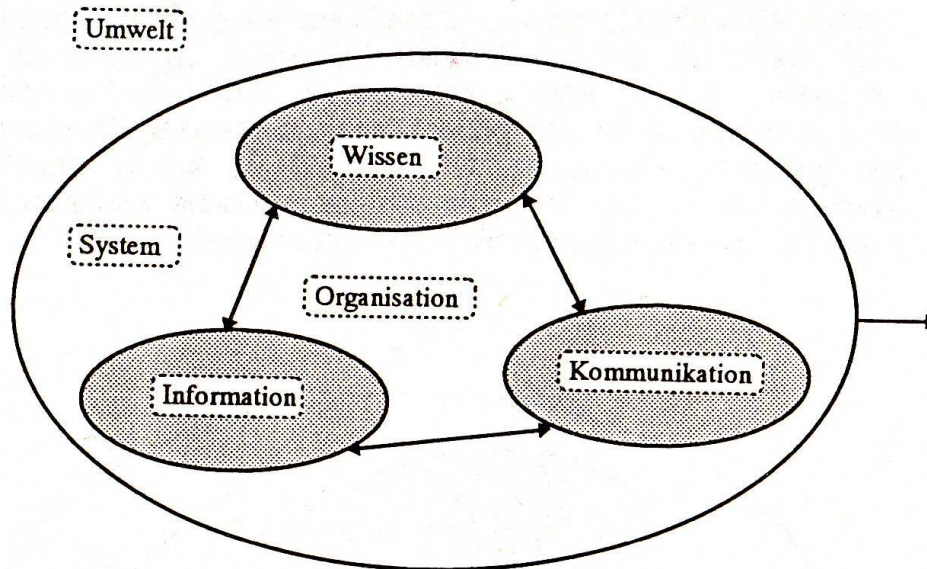 Umwelt
Wissen
System
Organisation
Kommunikation
Information